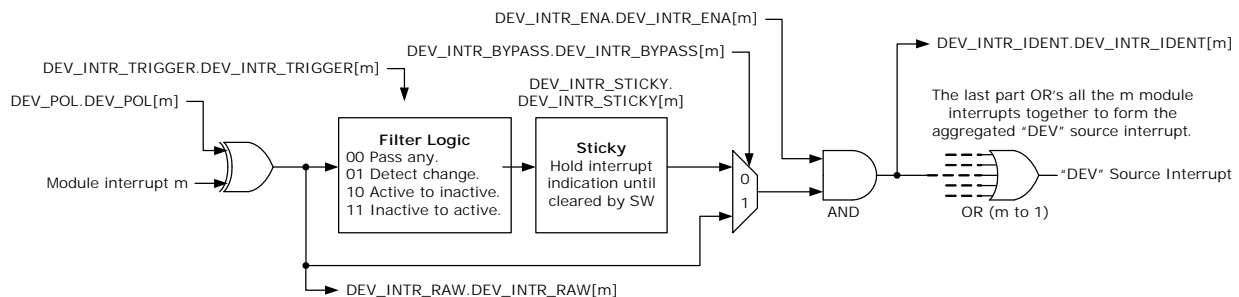 DEV_INTR_ENA.DEV_INTR_ENA[m]
DEV_INTR_IDENT.DEV_INTR_IDENT[m]
DEV_INTR_BYPASS.DEV_INTR_BYPASS[m]
DEV_INTR_TRIGGER.DEV_INTR_TRIGGER[m]
DEV_INTR_STICKY.
DEV_INTR_STICKY[m]
DEV_POL.DEV_POL[m]
The last part OR's all the m module
interrupts together to form the
aggregated “DEV” source interrupt.
Filter Logic
00 Pass any.
01 Detect change.
10 Active to inactive.
11 Inactive to active.
Sticky
Hold interrupt
indication until
cleared by SW
0
1
Module interrupt m
“DEV” Source Interrupt
AND
OR (m to 1)
DEV_INTR_RAW.DEV_INTR_RAW[m]